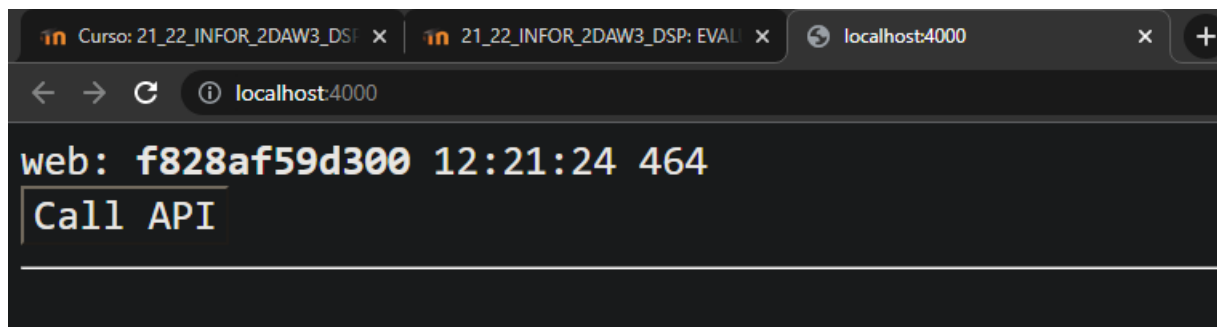 Curso: 21_22_INFOR_2DAW3_DSP
21_22_INFOR_2DAW3_DSP: EVAL
localhost:4000
localhost:4000
web: f828af59d300 12:21:24 464
Call API